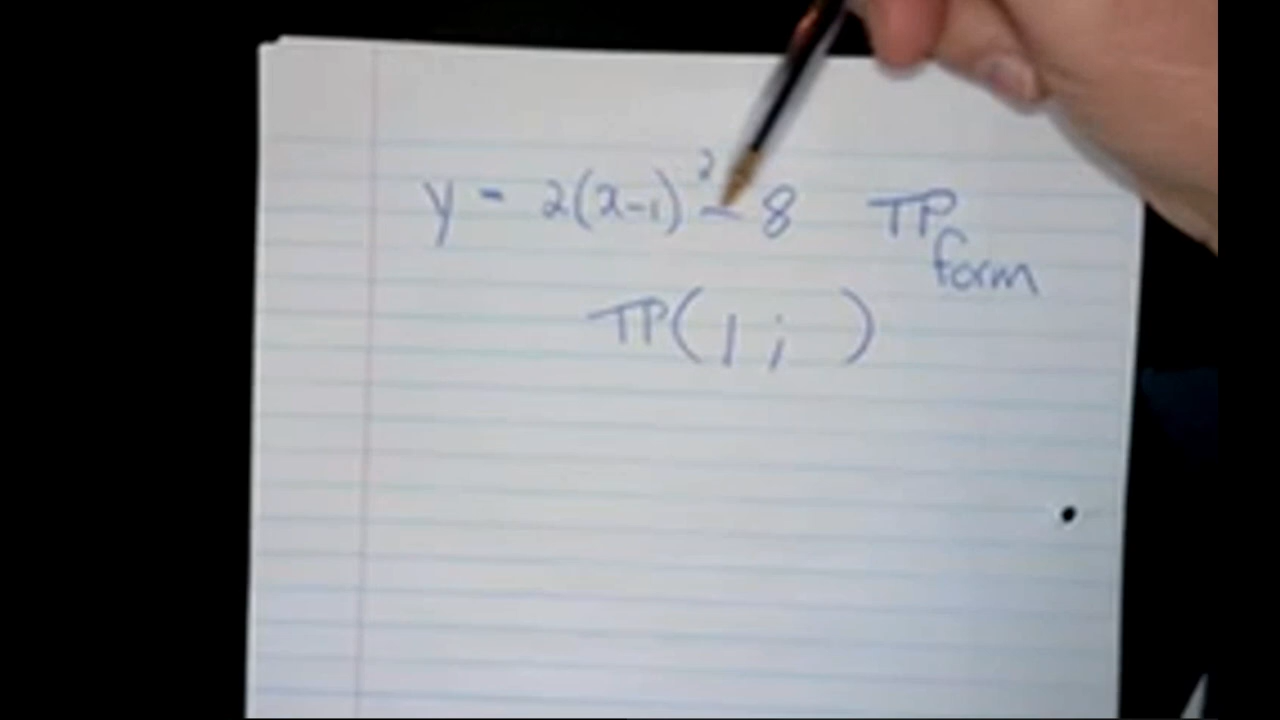 y = 2(x-1)² - 8 TP form
TP( 1 ; )